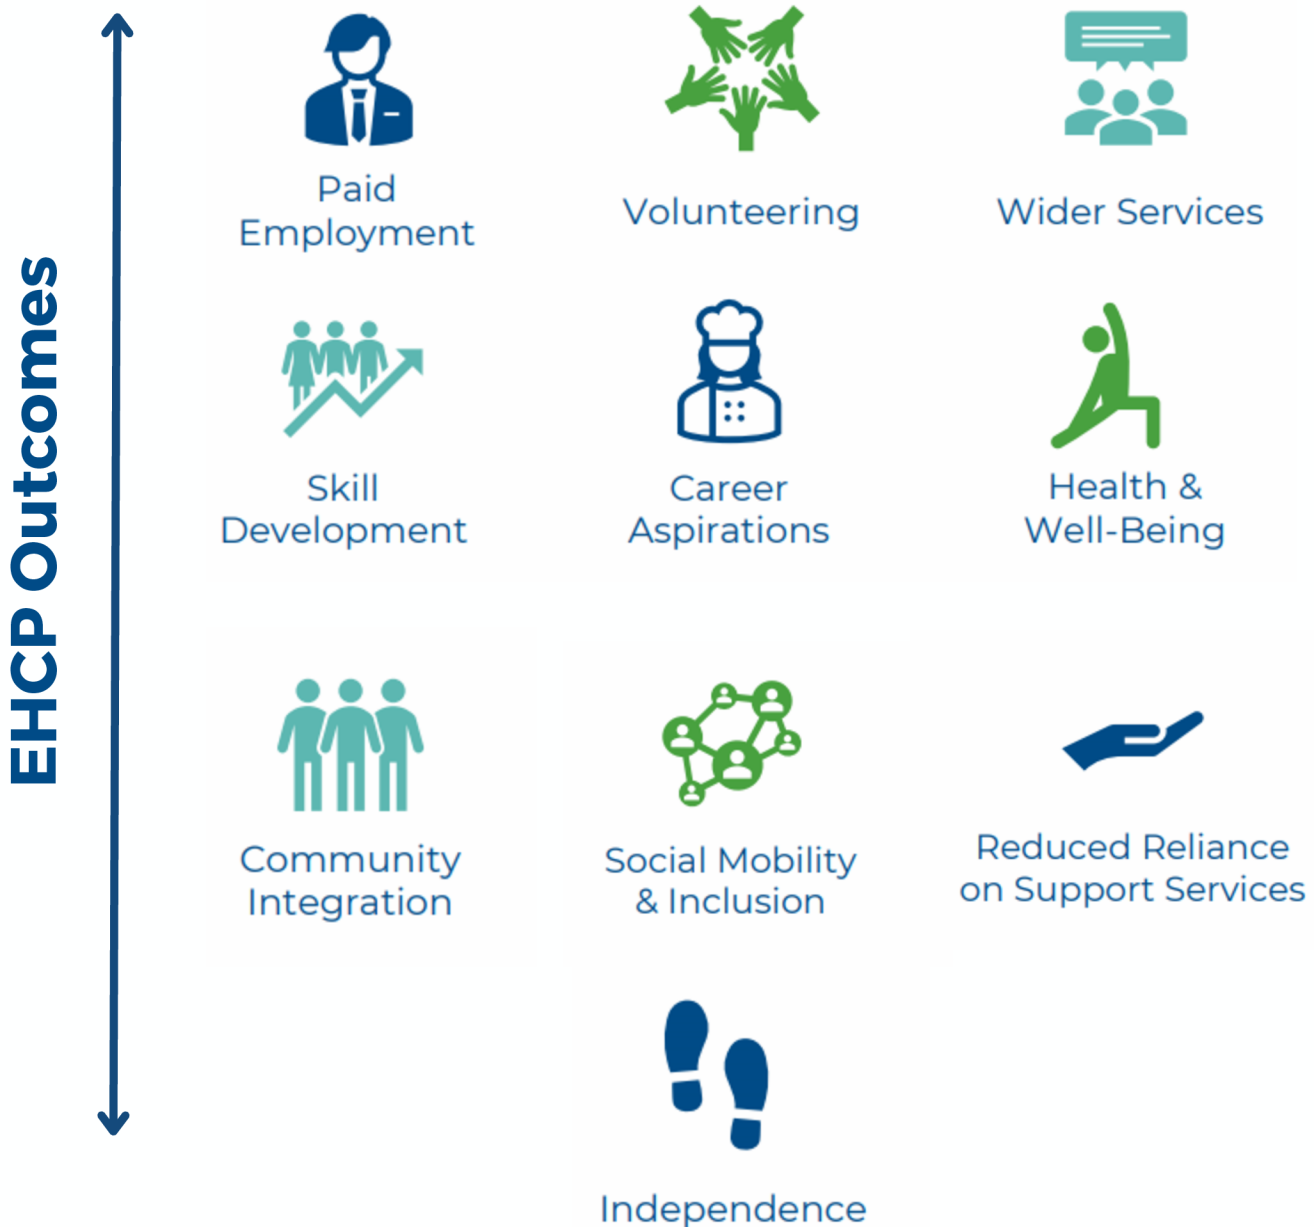 EHCP Outcomes
Paid
Employment
Volunteering
Wider Services
Skill
Development
Career
Aspirations
Health &
Well-Being
Community
Integration
Social Mobility
& Inclusion
Reduced Reliance
on Support Services
Independence